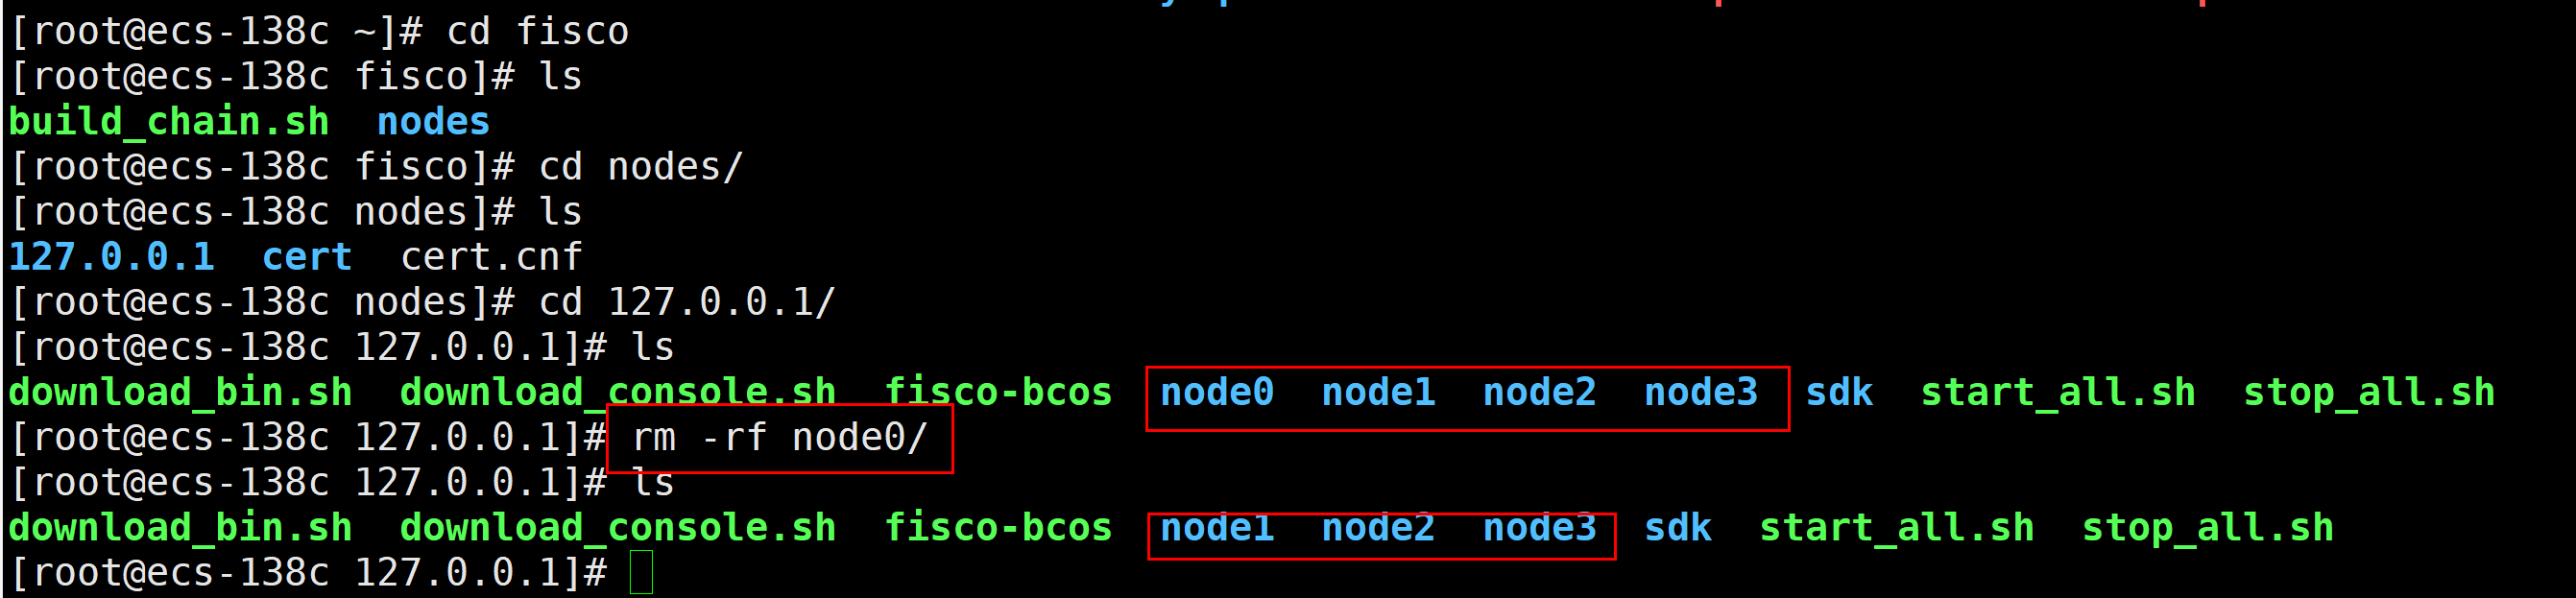 [root@ecs-138c ~]# cd fisco
[root@ecs-138c fisco]# ls
build_chain.sh  nodes
[root@ecs-138c fisco]# cd nodes/
[root@ecs-138c nodes]# ls
127.0.0.1  cert  cert.cnf
[root@ecs-138c nodes]# cd 127.0.0.1/
[root@ecs-138c 127.0.0.1]# ls
download_bin.sh  download_console.sh  fisco-bcos  node0  node1  node2  node3  sdk  start_all.sh  stop_all.sh
[root@ecs-138c 127.0.0.1]# rm -rf node0/
[root@ecs-138c 127.0.0.1]# ls
download_bin.sh  download_console.sh  fisco-bcos  node1  node2  node3  sdk  start_all.sh  stop_all.sh
[root@ecs-138c 127.0.0.1]#